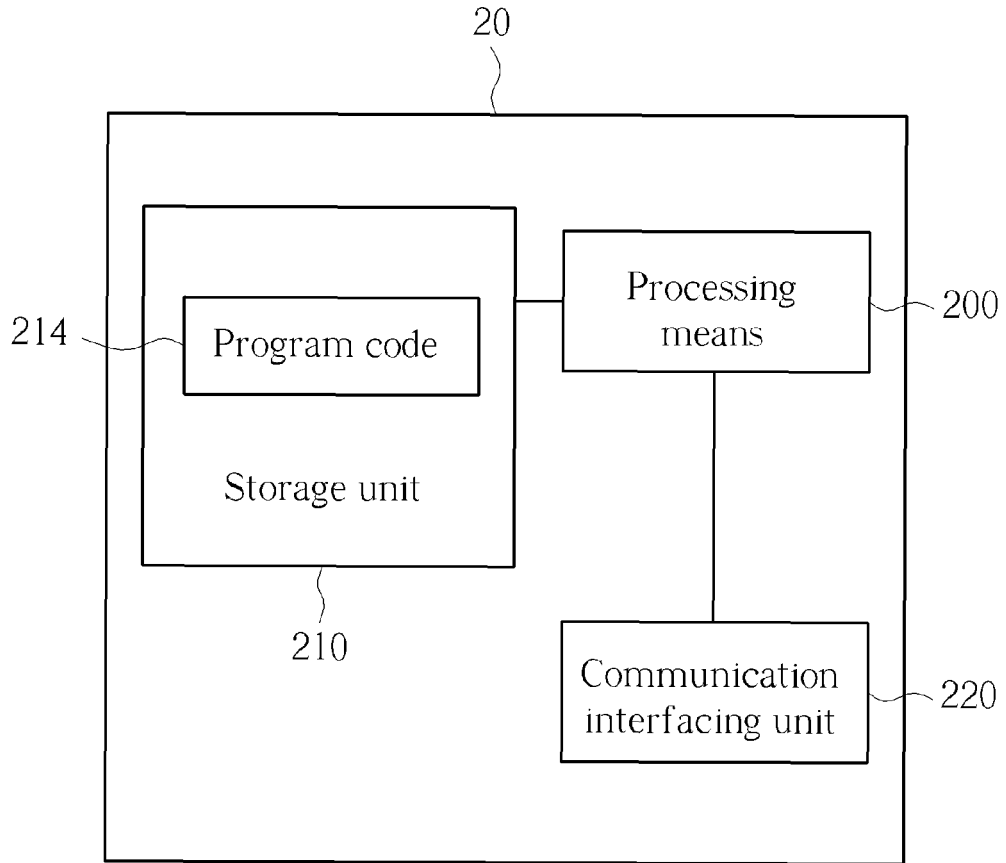 20
Processing
means
200
214
Program code
Storage unit
210
Communication
interfacing unit
220